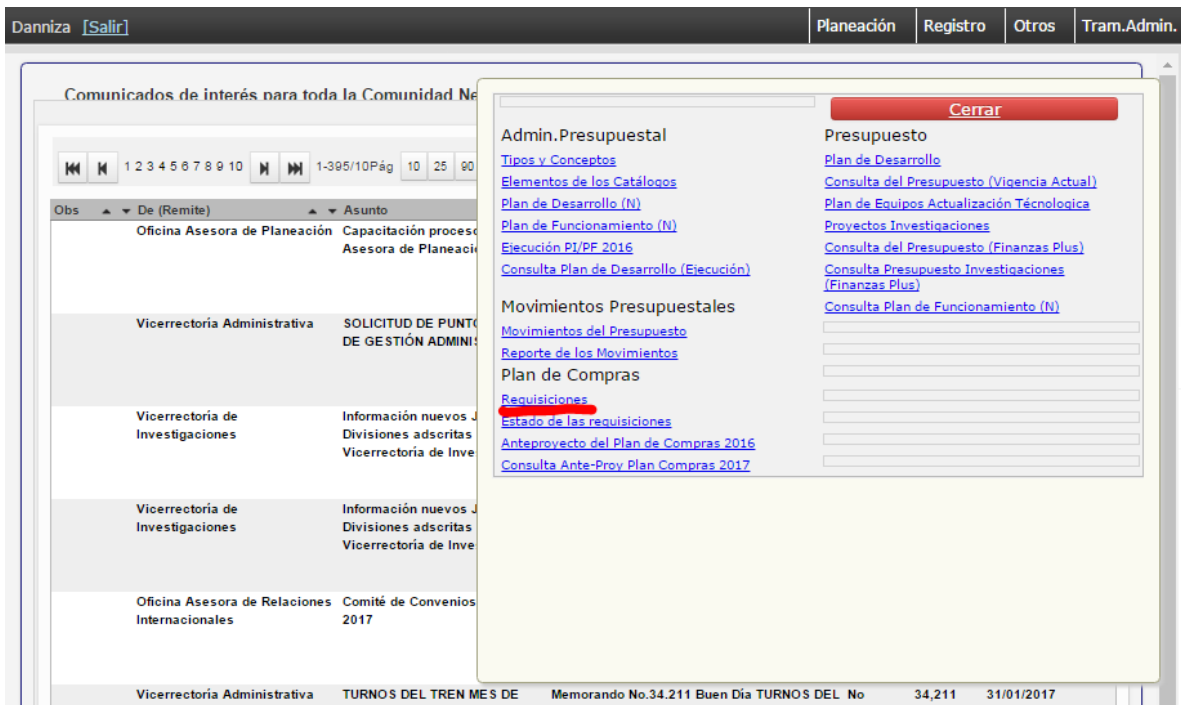 Danniza [Salir]
Planeación Registro Otros Tram.Admin.
Comunicados de interés para toda la Comunidad Ne
1 2 3 4 5 6 7 8 9 10 1-395/10Pág 10 25 90
Obs De (Remite) Asunto
Oficina Asesora de Planeación Capacitación proceso
Asesora de Planeació
Vicerrectoría Administrativa SOLICITUD DE PUNTO
DE GESTIÓN ADMINIS
Vicerrectoría de Información nuevos J
Investigaciones Divisiones adscritas
Vicerrectoría de Inve
Vicerrectoría de Información nuevos J
Investigaciones Divisiones adscritas
Vicerrectoría de Inve
Oficina Asesora de Relaciones Comité de Convenios
Internacionales 2017
Vicerrectoría Administrativa TURNOS DEL TREN MES DE Memorando No.34.211 Buen Día TURNOS DEL No 34,211 31/01/2017
Cerrar
Admin.Presupuestal
Tipos y Conceptos
Elementos de los Catálogos
Plan de Desarrollo (N)
Plan de Funcionamiento (N)
Ejecución PI/PF 2016
Consulta Plan de Desarrollo (Ejecución)
Movimientos Presupuestales
Movimientos del Presupuesto
Reporte de los Movimientos
Plan de Compras
Requisiciones
Estado de las requisiciones
Anteproyecto del Plan de Compras 2016
Consulta Ante-Proy Plan Compras 2017
Presupuesto
Plan de Desarrollo
Consulta del Presupuesto (Vigencia Actual)
Plan de Equipos Actualización Técnologica
Proyectos Investigaciones
Consulta del Presupuesto (Finanzas Plus)
Consulta Presupuesto Investigaciones
(Finanzas Plus)
Consulta Plan de Funcionamiento (N)